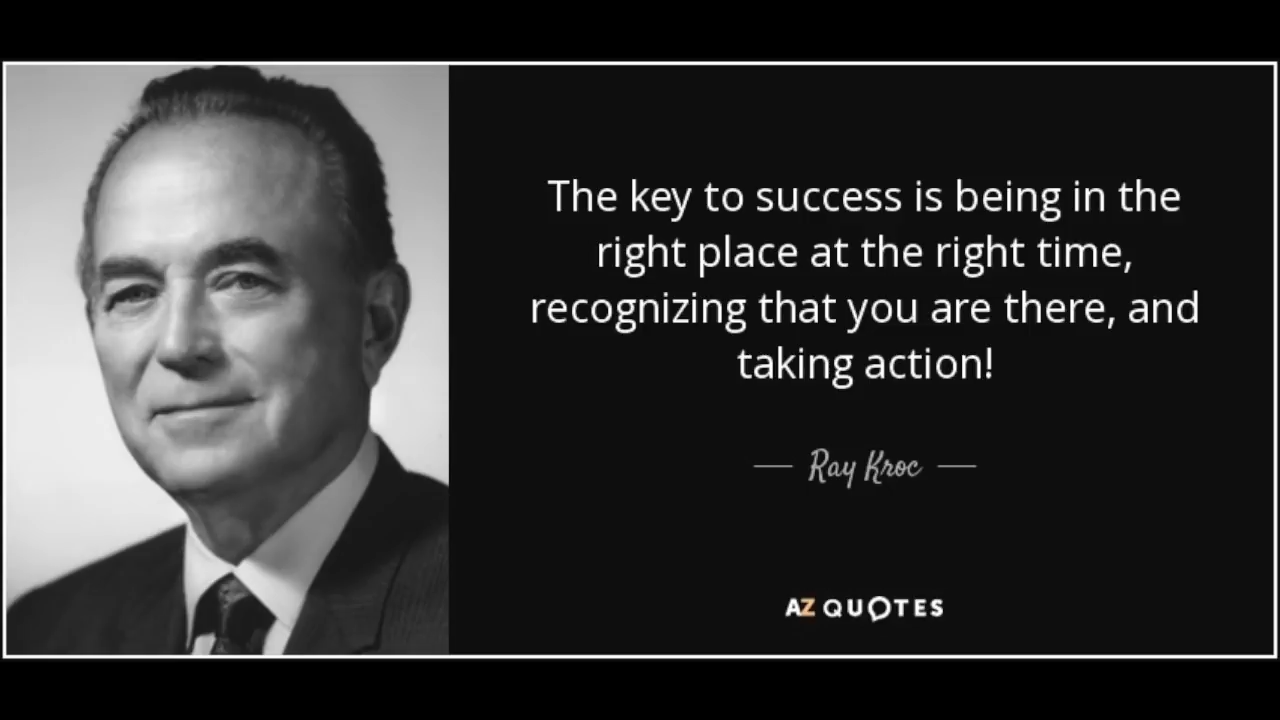 The key to success is being in the
right place at the right time,
recognizing that you are there, and
taking action!
Ray Kroc
AZ QUOTES